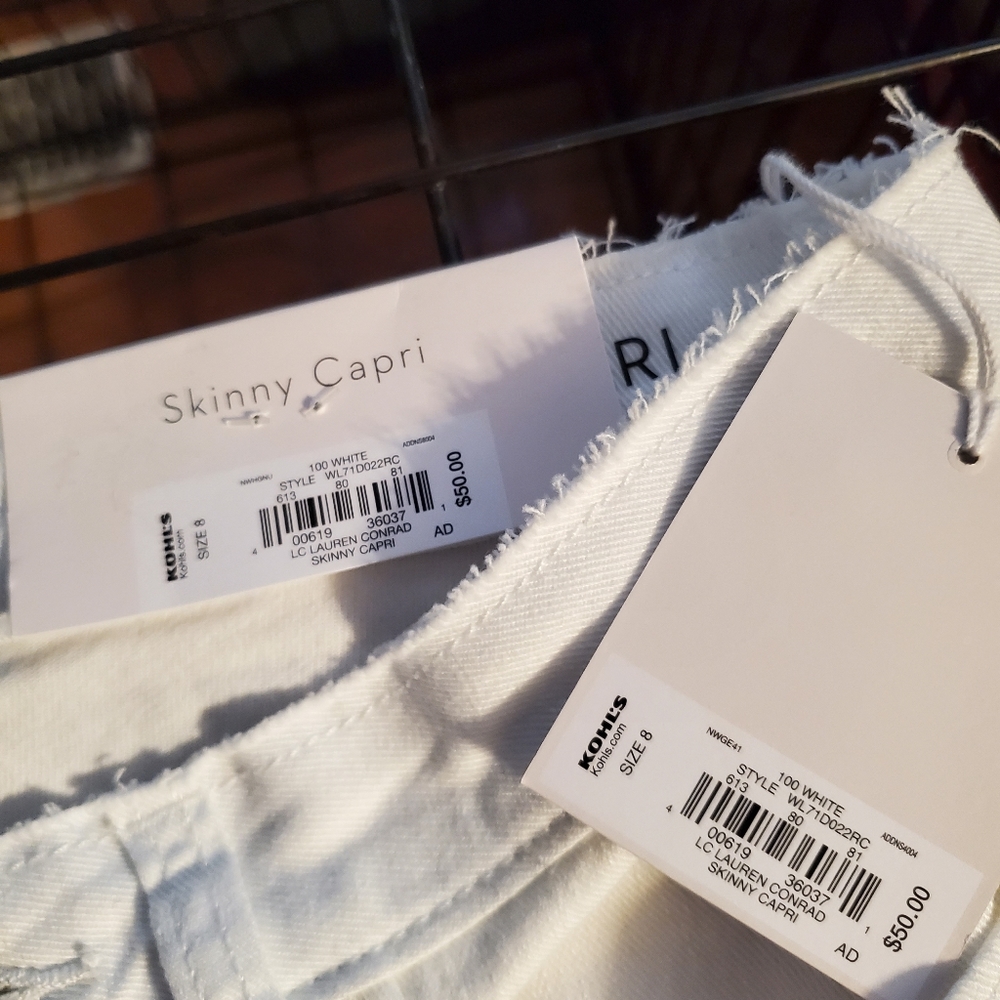 Skinny Capri
ADDNS8004
100 WHITE
NWHGNU
STYLE WL71D022RC
613 80 81
KOHL'S
Kohls.com
SIZE 8
$50.00
4 00619 36037 1
LC LAUREN CONRAD
SKINNY CAPRI
AD
RI
KOHL'S
Kohls.com
SIZE 8
NWGE41
100 WHITE
STYLE WL71D022RC
613 80 81
ADDNS4004
4 00619 36037 1
LC LAUREN CONRAD
SKINNY CAPRI
AD
$50.00